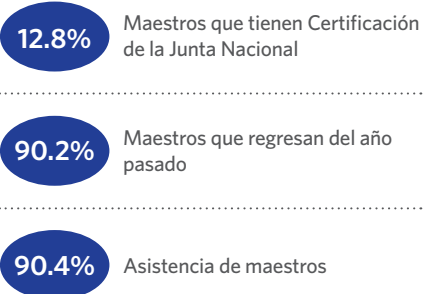 12.8%
Maestros que tienen Certificación
de la Junta Nacional
90.2%
Maestros que regresan del año
pasado
90.4%
Asistencia de maestros